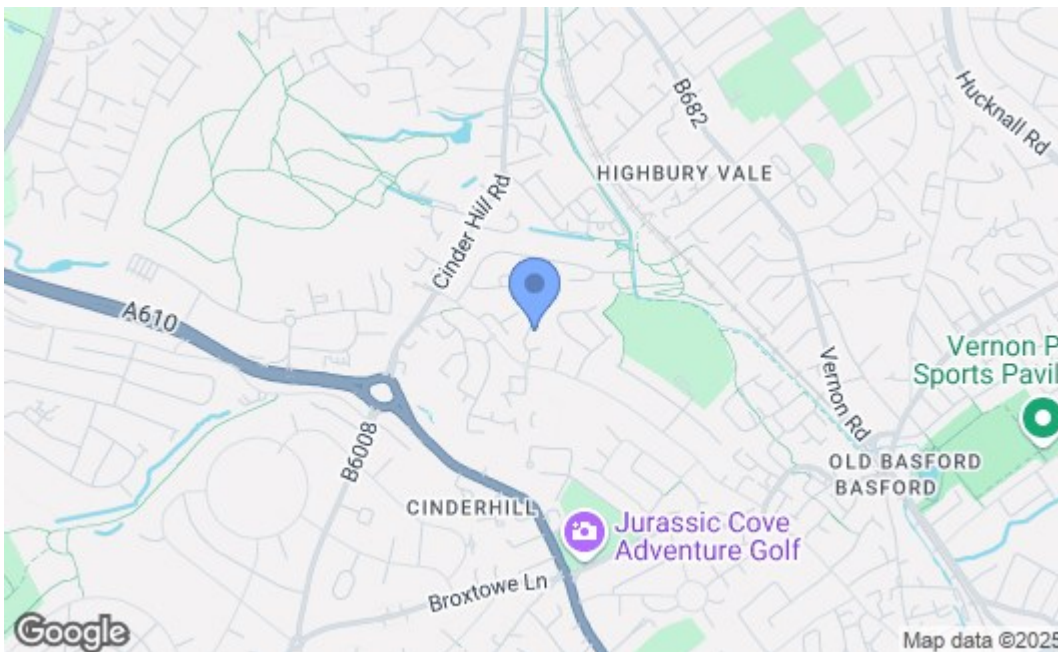 B682
Hucknall Rd
HIGHBURY VALE
Cinder Hill Rd
A610
Vernon P
Sports Pavil
Vernon Rd
OLD BASFORD
BASFORD
B6008
CINDERHILL
Jurassic Cove
Adventure Golf
Broxtowe Ln
Google
Map data ©2025